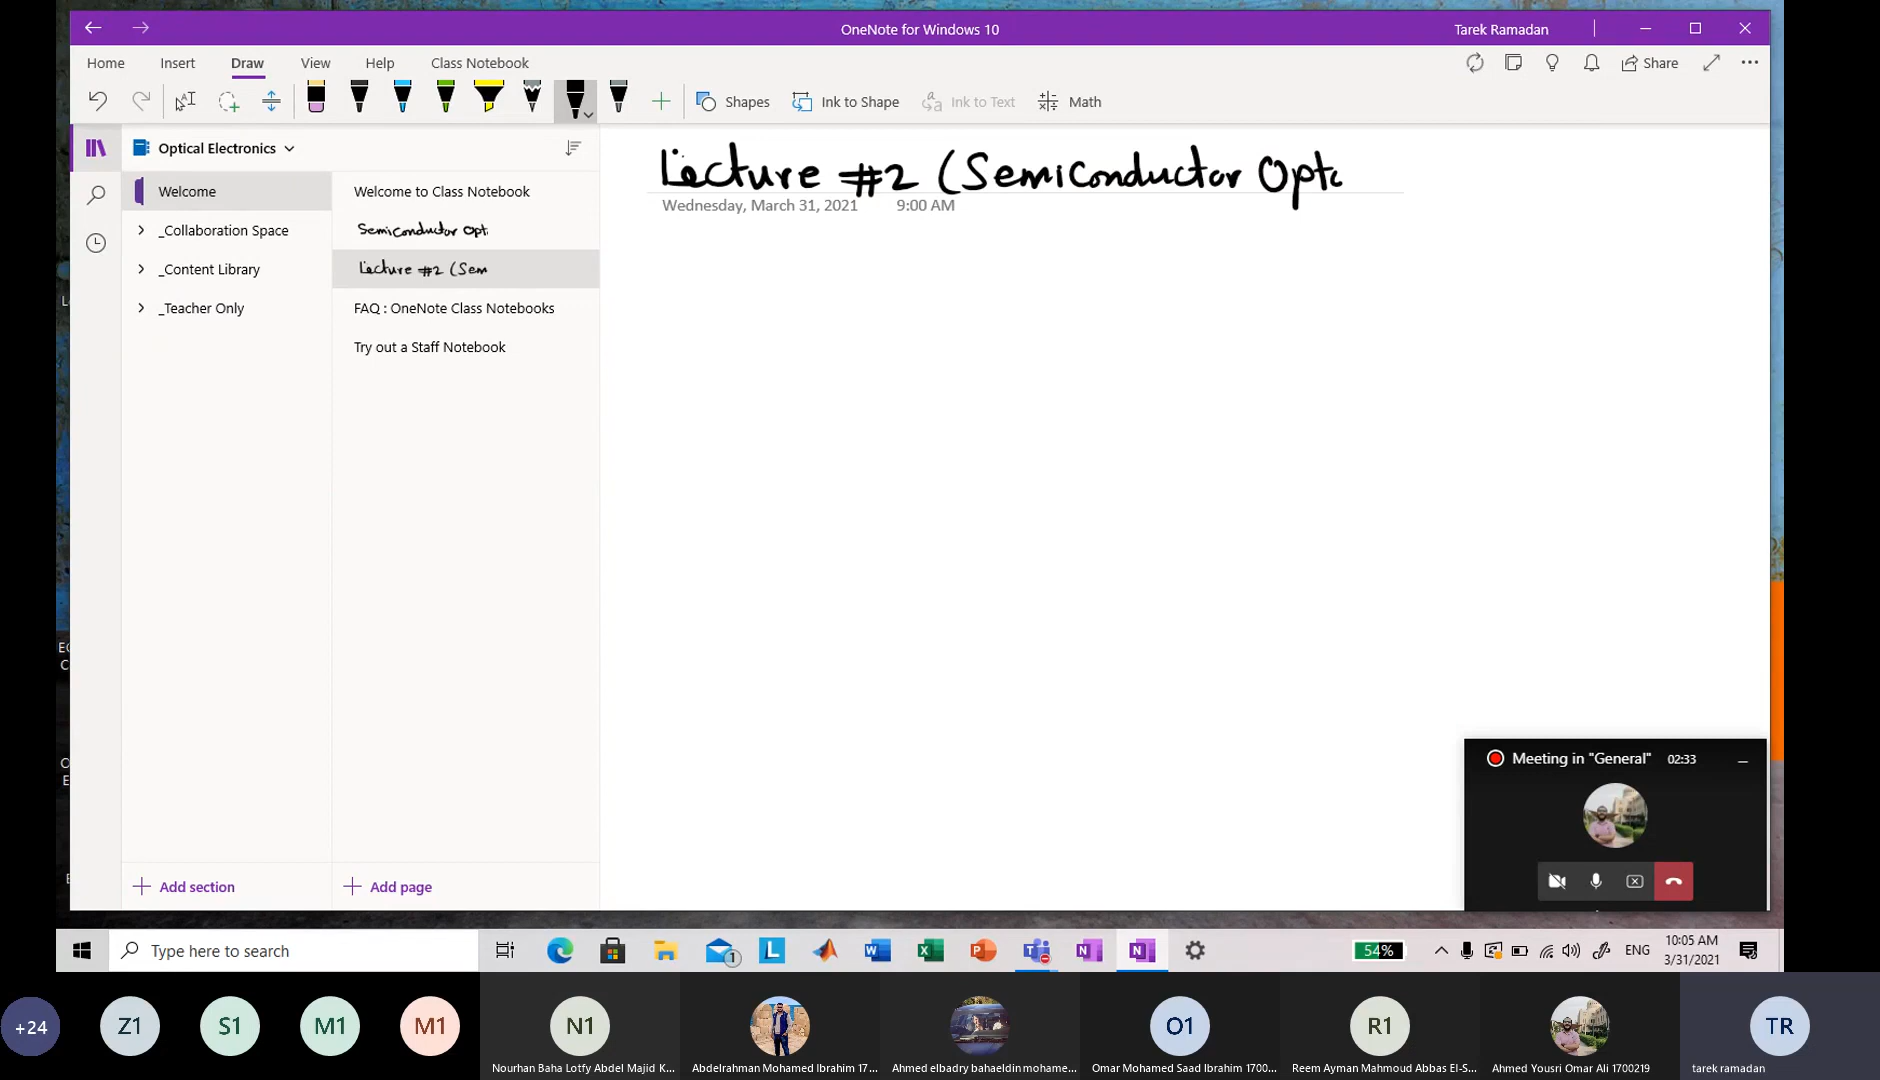 OneNote for Windows 10
Tarek Ramadan
Home Insert Draw View Help Class Notebook
Share
Shapes Ink to Shape Ink to Text Math
Optical Electronics
Welcome
_Collaboration Space
_Content Library
_Teacher Only
Add section
Welcome to Class Notebook
Semiconductor Opt
Lecture #2 (Sem
FAQ : OneNote Class Notebooks
Try out a Staff Notebook
Add page
Lecture #2 (Semiconductor Opto
Wednesday, March 31, 2021 9:00 AM
Meeting in "General" 02:33
Type here to search
1
54%
ENG
10:05 AM
3/31/2021
+24
Z1
S1
M1
M1
N1
O1
R1
TR
Nourhan Baha Lotfy Abdel Majid K...
Abdelrahman Mohamed Ibrahim 17...
Ahmed elbadry bahaeldin mohame...
Omar Mohamed Saad Ibrahim 1700...
Reem Ayman Mahmoud Abbas El-S...
Ahmed Yousri Omar Ali 1700219
tarek ramadan